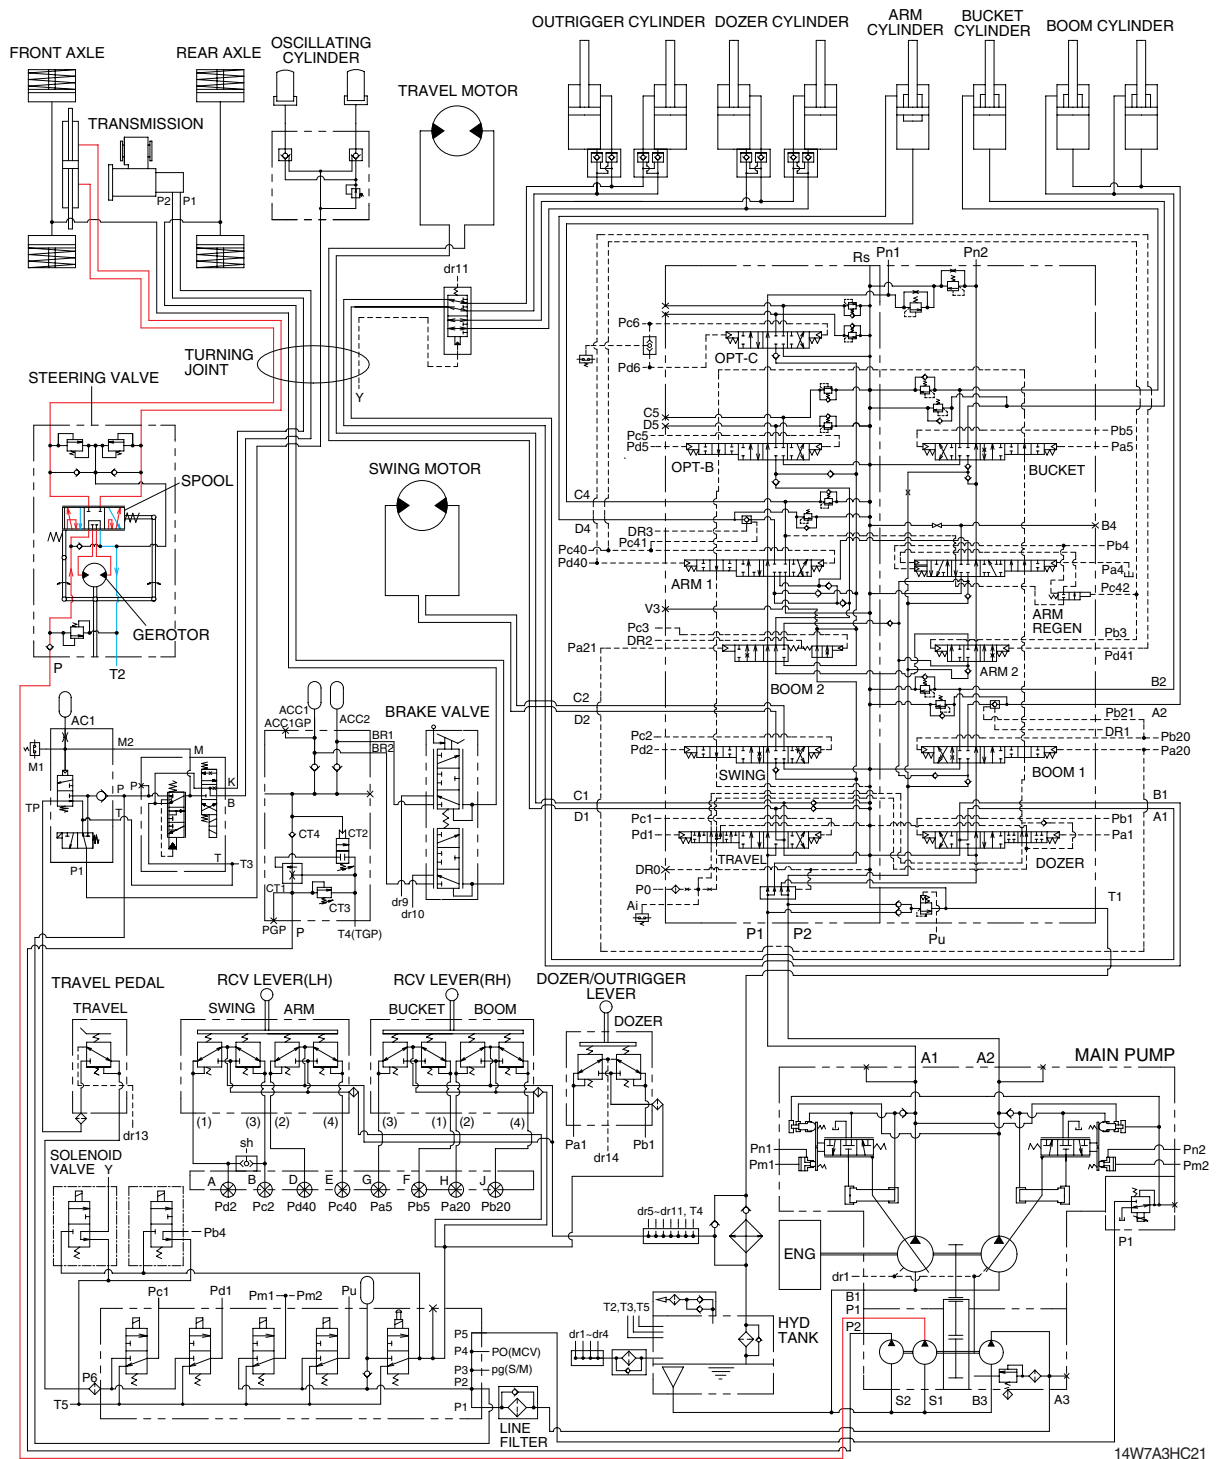 OUTRIGGER CYLINDER
DOZER CYLINDER
ARM
CYLINDER
BUCKET
CYLINDER
BOOM CYLINDER
FRONT AXLE
REAR AXLE
OSCILLATING
CYLINDER
TRAVEL MOTOR
TRANSMISSION
P2
P1
dr11
Rs
Pn1
Pn2
Pc6
OPT-C
Pd6
TURNING
JOINT
Y
STEERING VALVE
C5
D5
Pc5
Pd5
OPT-B
Pb5
Pa5
BUCKET
SWING MOTOR
SPOOL
C4
D4
DR3
Pc41
Pc40
Pd40
ARM 1
B4
Pb4
Pa4
Pc42
ARM
REGEN
GEROTOR
P
T2
V3
Pc3
DR2
Pa21
BOOM 2
Pb3
Pd41
ARM 2
B2
A2
Pb21
DR1
Pb20
Pa20
BOOM 1
C2
D2
Pc2
Pd2
SWING
AC1
M2
M1
M
P
P
K
B
TP
T
T
T3
P1
ACC1
ACC1GP
ACC2
BR1
BR2
BRAKE VALVE
CT4
CT2
CT1
CT3
PGP
P
T4(TGP)
dr9
dr10
C1
D1
Pc1
Pd1
TRAVEL
B1
A1
Pb1
Pa1
DOZER
DR0
P0
Ai
T1
P1
P2
Pu
TRAVEL PEDAL
TRAVEL
dr13
RCV LEVER(LH)
SWING
ARM
(1)
(3)
(2)
(4)
RCV LEVER(RH)
BUCKET
BOOM
(3)
(1)
(2)
(4)
DOZER/OUTRIGGER
LEVER
DOZER
Pa1
dr14
Pb1
sh
A
B
D
E
G
F
H
J
Pd2
Pc2
Pd40
Pc40
Pa5
Pb5
Pa20
Pb20
SOLENOID
VALVE
Y
Pb4
Pc1
Pd1
Pm1
Pm2
Pu
P6
T5
P5
P4
PO(MCV)
P3
pg(S/M)
P2
P1
LINE
FILTER
dr5~dr11, T4
T2,T3,T5
dr1~dr4
HYD
TANK
A1
A2
MAIN PUMP
Pn1
Pm1
Pn2
Pm2
P1
ENG
dr1
B1
P1
P2
S2
S1
B3
A3
14W7A3HC21